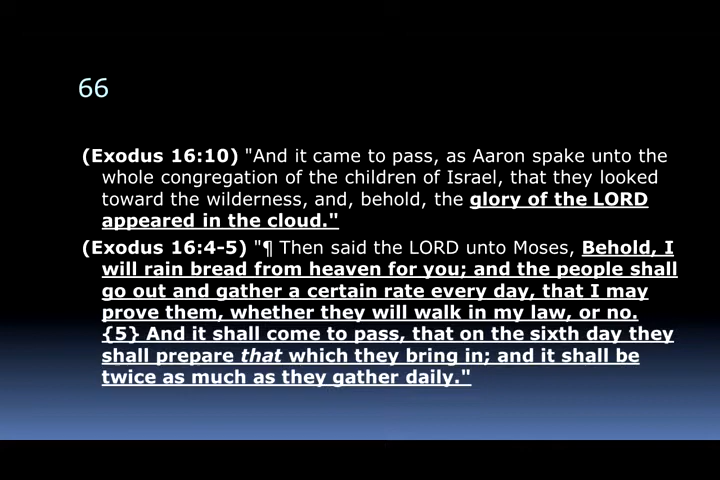 66
(Exodus 16:10) "And it came to pass, as Aaron spake unto the
whole congregation of the children of Israel, that they looked
toward the wilderness, and, behold, the glory of the LORD
appeared in the cloud."
(Exodus 16:4-5) "¶ Then said the LORD unto Moses, Behold, I
will rain bread from heaven for you; and the people shall
go out and gather a certain rate every day, that I may
prove them, whether they will walk in my law, or no.
{5} And it shall come to pass, that on the sixth day they
shall prepare that which they bring in; and it shall be
twice as much as they gather daily."